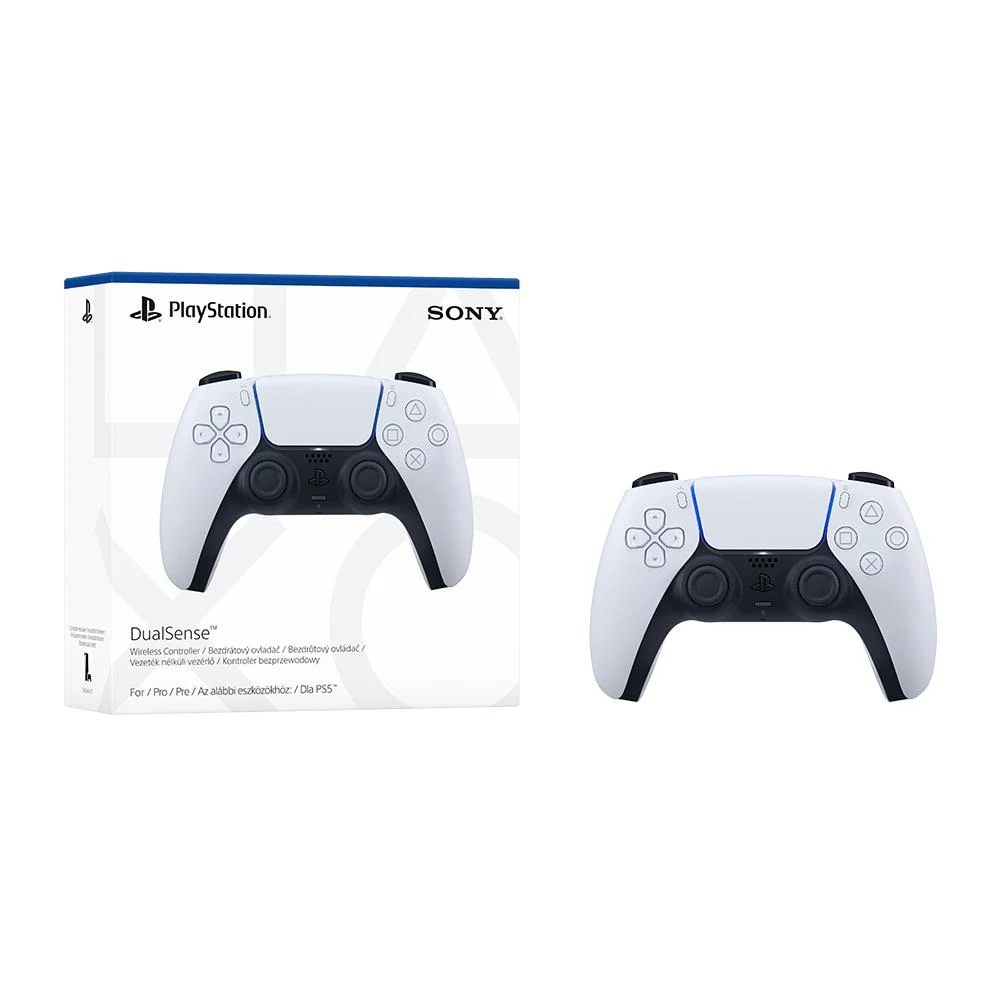 PlayStation®
SONY®
DualSense™
Wireless Controller / Bezdrátový ovladač / Bezdrôtový ovládač /
Vezeték nélküli vezérlő / Kontroler bezprzewodowy
For / Pro / Pre / Az alábbi eszközökhöz: / Dla PS5™